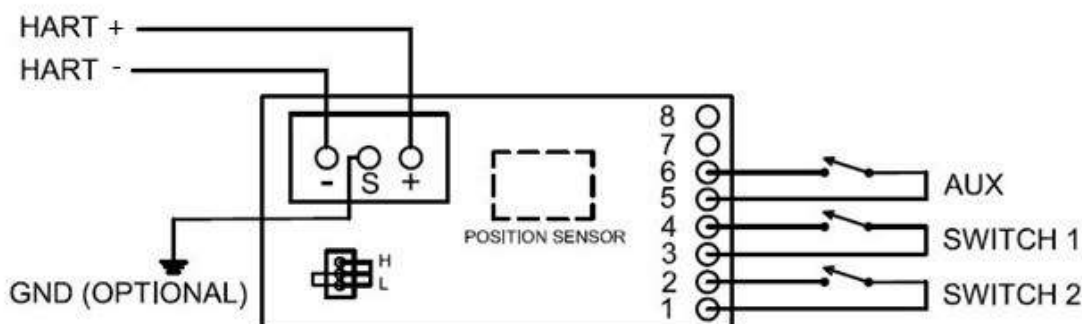 HART +
HART -
- S +
GND (OPTIONAL)
H
L
POSITION SENSOR
8
7
6
5
4
3
2
1
AUX
SWITCH 1
SWITCH 2